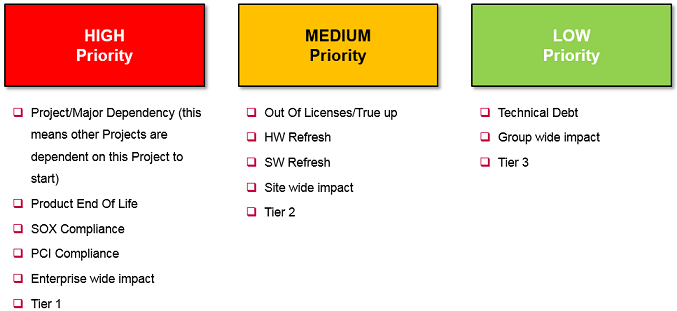 HIGH
Priority
Project/Major Dependency (this
means other Projects are
dependent on this Project to
start)
Product End Of Life
SOX Compliance
PCI Compliance
Enterprise wide impact
Tier 1
MEDIUM
Priority
Out Of Licenses/True up
HW Refresh
SW Refresh
Site wide impact
Tier 2
LOW
Priority
Technical Debt
Group wide impact
Tier 3